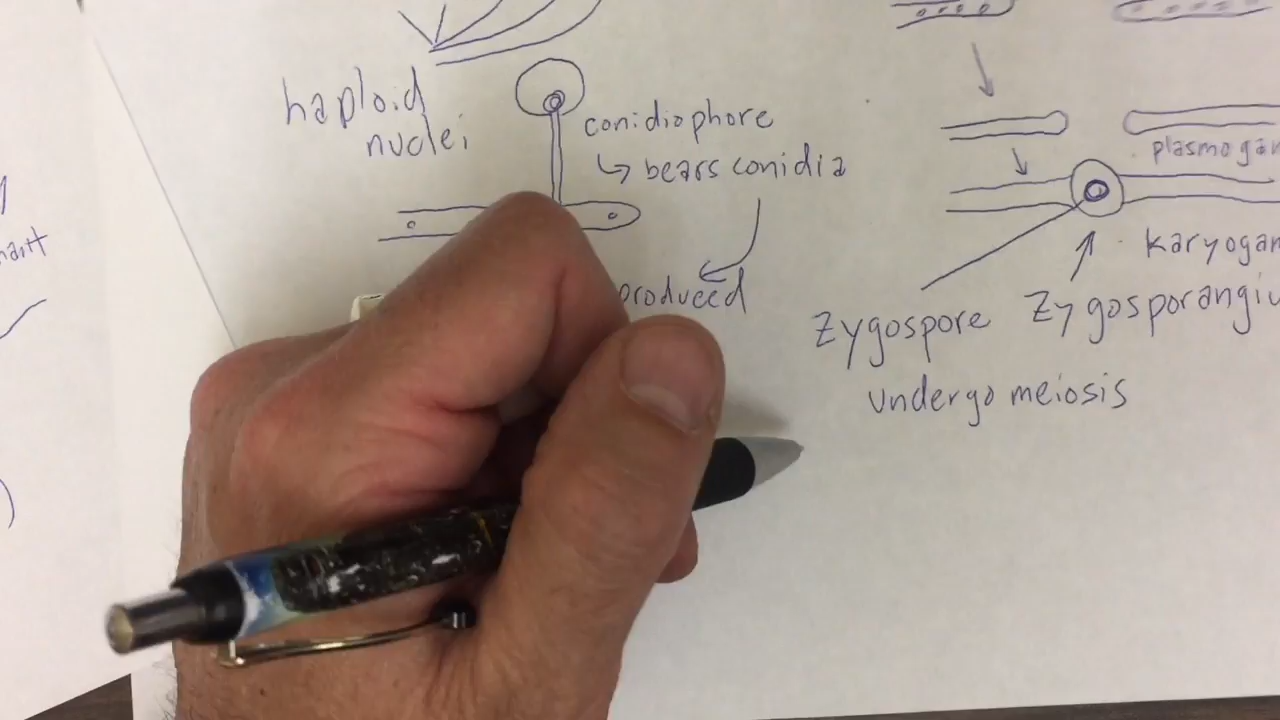 haploid
nuclei
conidiophore
↳ bears conidia
produced
plasmogam
Karyogam
Zygospore
Zygosporangiu
undergo meiosis